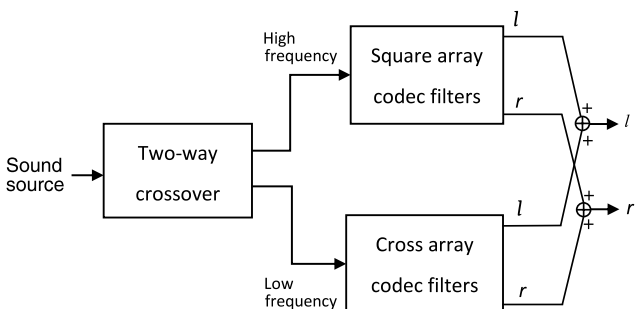 High
frequency
Square array
codec filters
l
r
+
+
l
Sound
source
Two-way
crossover
+
+
r
Low
frequency
Cross array
codec filters
l
r